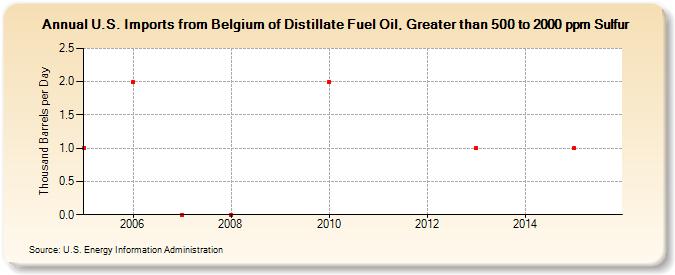 Annual U.S. Imports from Belgium of Distillate Fuel Oil, Greater than 500 to 2000 ppm Sulfur
Thousand Barrels per Day
2.5
2.0
1.5
1.0
0.5
0.0
2006 2008 2010 2012 2014
Source: U.S. Energy Information Administration